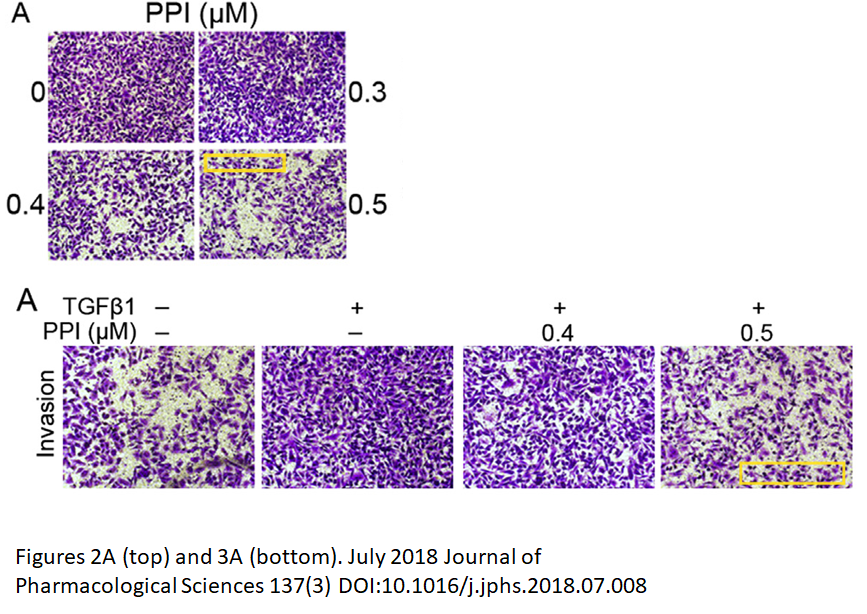 A
PPI (μM)
0
0.3
0.4
0.5
A
TGFβ1 – + + +
PPI (μM) – – 0.4 0.5
Invasion
Figures 2A (top) and 3A (bottom). July 2018 Journal of
Pharmacological Sciences 137(3) DOI:10.1016/j.jphs.2018.07.008